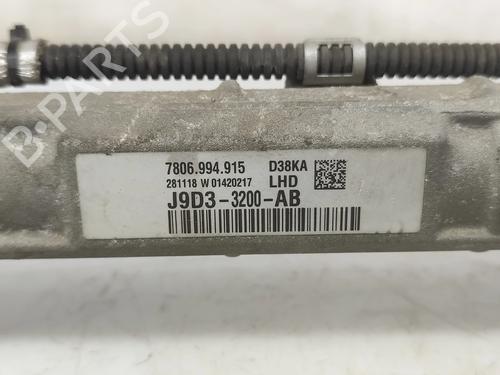 7806.994.915 D38KA
281118 W 01420217 LHD
J9D3-3200-AB
B-PARTS